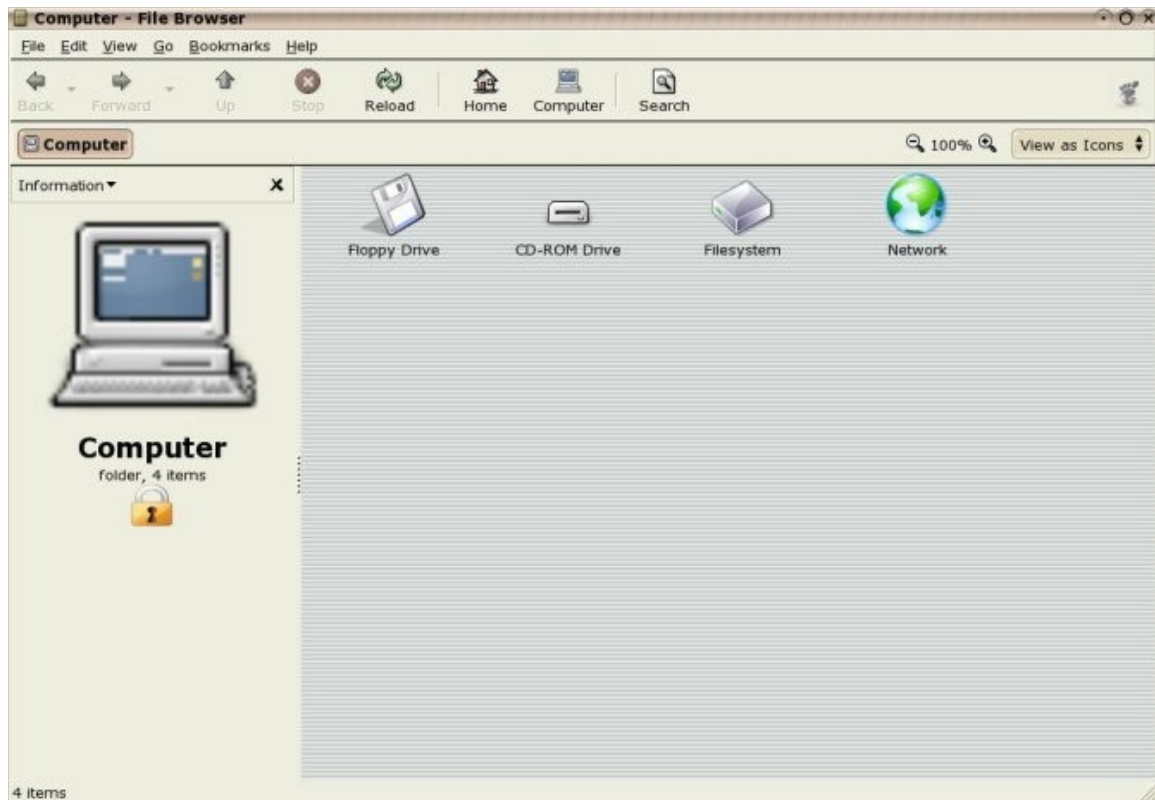 Computer - File Browser
File Edit View Go Bookmarks Help
Back Forward Up Stop Reload Home Computer Search
Computer 100% View as Icons
Information
Floppy Drive CD-ROM Drive Filesystem Network
Computer
folder, 4 items
4 items